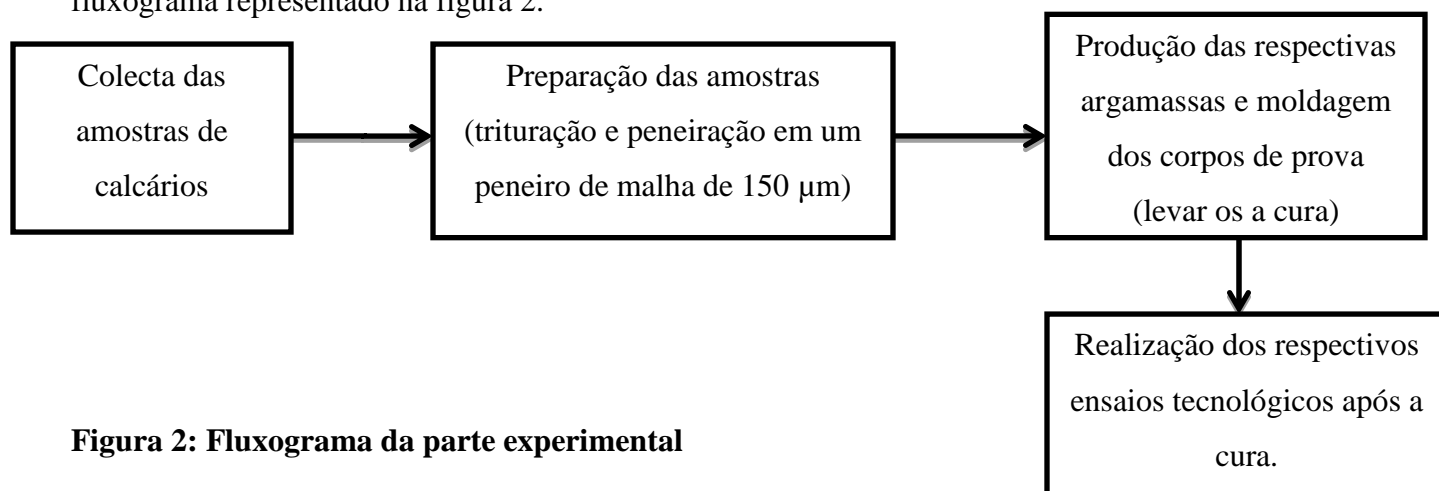 fluxograma representado na figura 2.
Colecta das
amostras de
calcários
Preparação das amostras
(trituração e peneiração em um
peneiro de malha de 150 µm)
Produção das respectivas
argamassas e moldagem
dos corpos de prova
(levar os a cura)
Realização dos respectivos
ensaios tecnológicos após a
cura.
Figura 2: Fluxograma da parte experimental